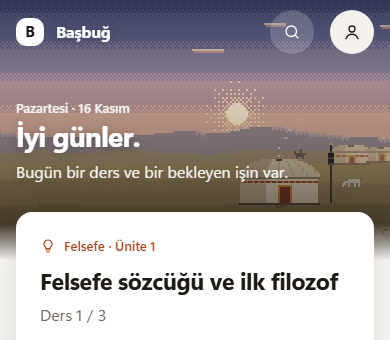 B Başbuğ
Pazartesi · 16 Kasım
İyi günler.
Bugün bir ders ve bir bekleyen işin var.
Felsefe · Ünite 1
Felsefe sözcüğü ve ilk filozof
Ders 1 / 3